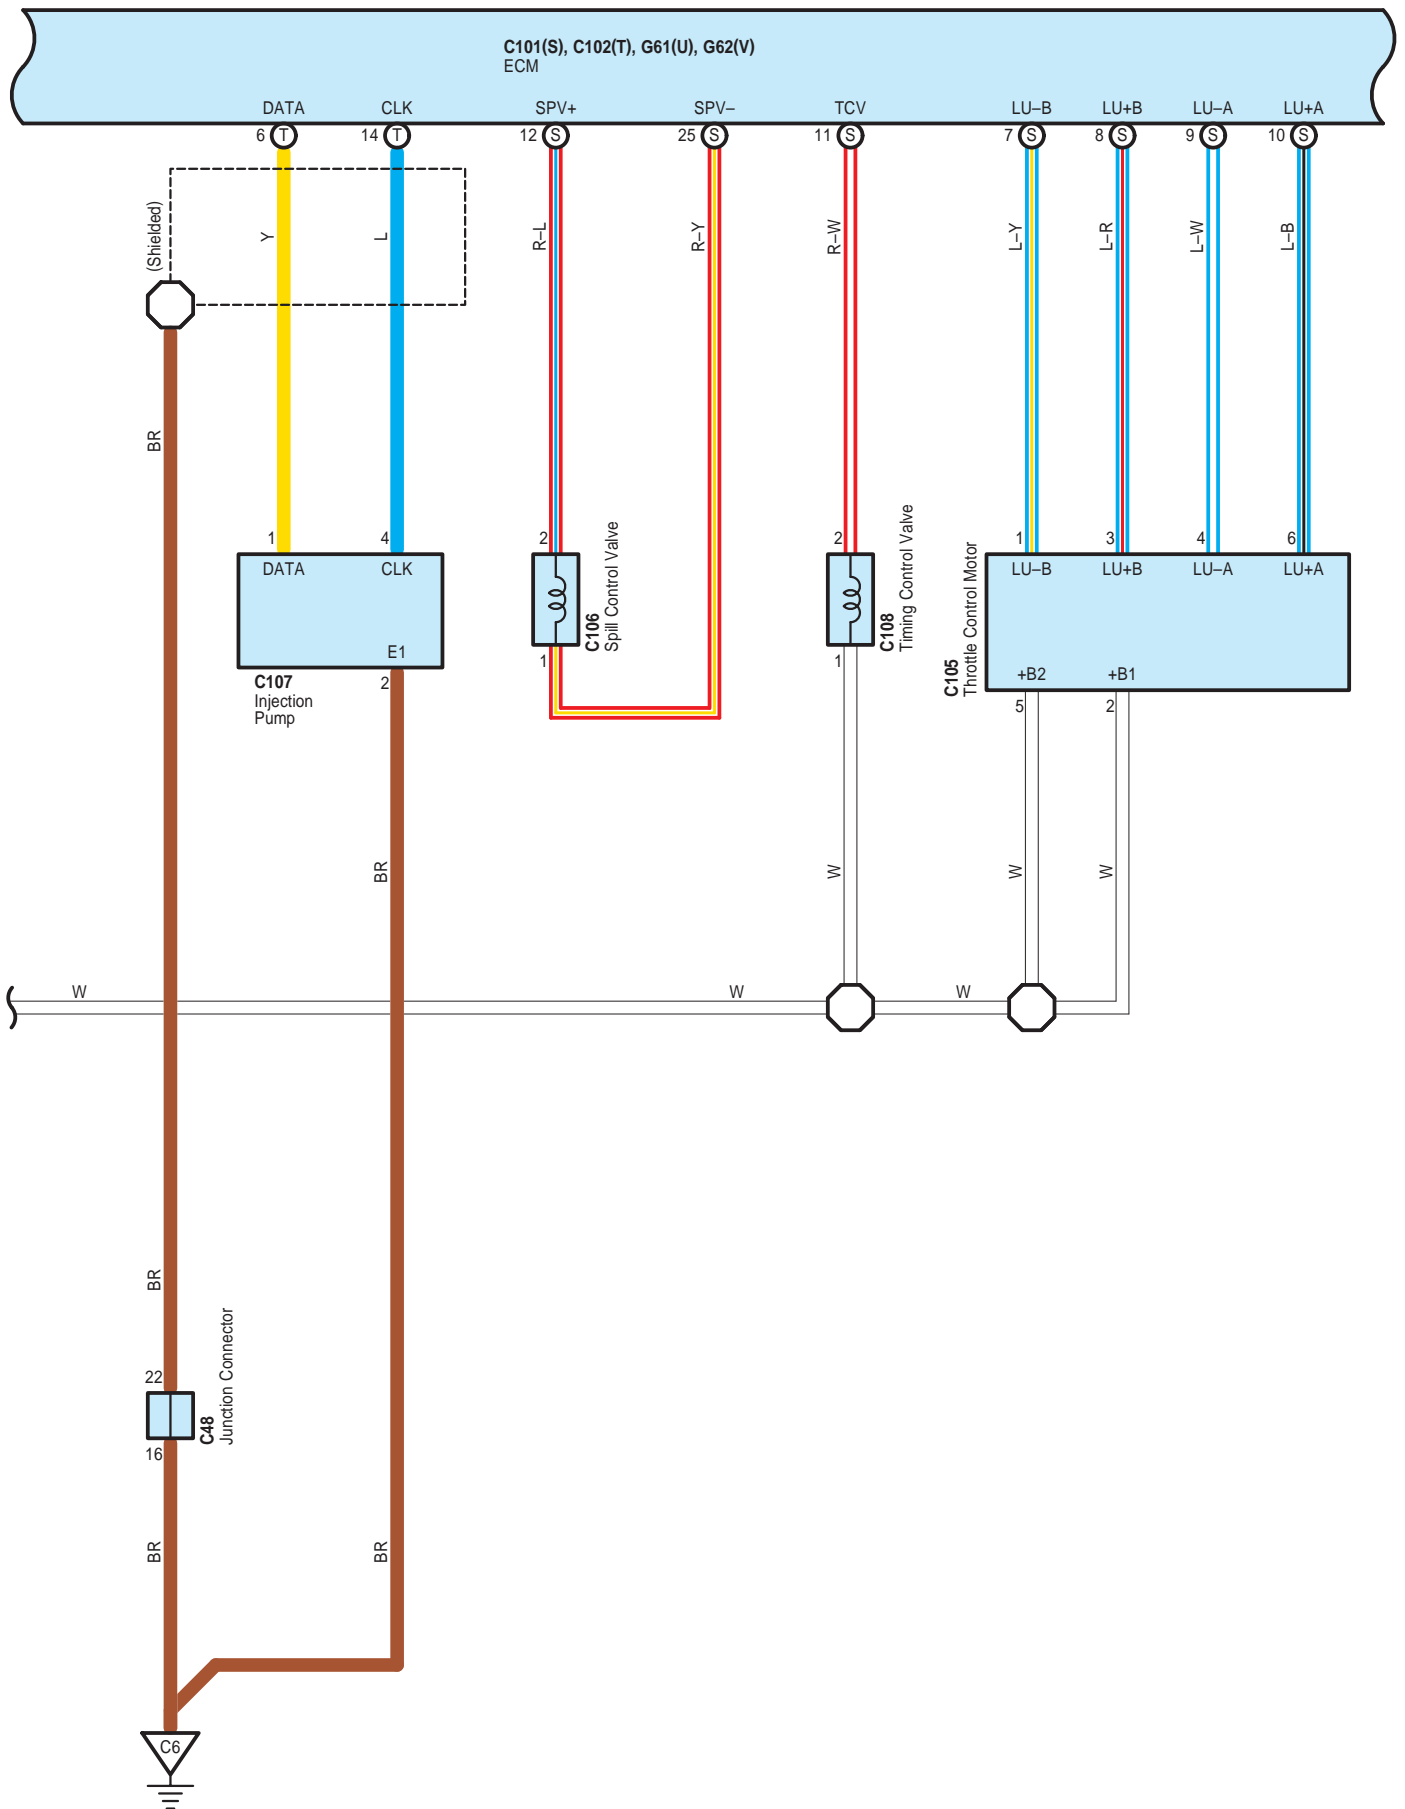 C101(S), C102(T), G61(U), G62(V)
ECM
DATA CLK SPV+ SPV– TCV LU–B LU+B LU–A LU+A
6 T 14 T 12 S 25 S 11 S 7 S 8 S 9 S 10 S
(Shielded)
Y
L
R–L
R–Y
R–W
L–Y
L–R
L–W
L–B
BR
1 4 2 2 1 3 4 6
DATA CLK
E1
C107
Injection
Pump
2
C106
Spill Control Valve
1
C108
Timing Control Valve
1
C105
Throttle Control Motor
LU–B LU+B LU–A LU+A
+B2 +B1
5 2
BR
W
W
W
W W W
BR
22
C48
Junction Connector
16
BR
BR
C6